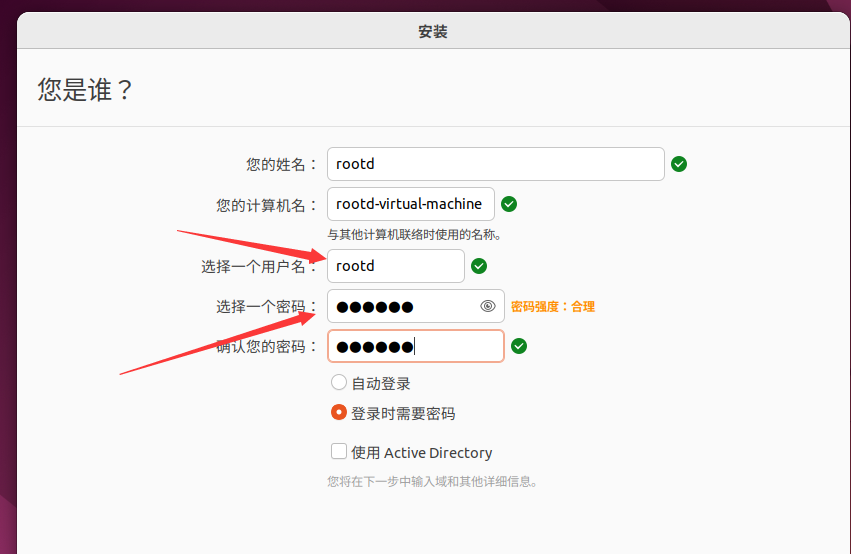 安装
您是谁？
您的姓名： rootd
您的计算机名： rootd-virtual-machine
与其他计算机联络时使用的名称。
选择一个用户名： rootd
选择一个密码： ●●●●●● 密码强度：合理
确认您的密码： ●●●●●●
自动登录
登录时需要密码
使用 Active Directory
您将在下一步中输入域和其他详细信息。